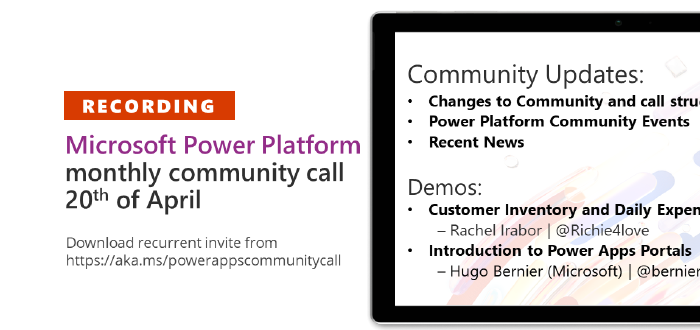 RECORDING
Microsoft Power Platform
monthly community call
20th of April
Download recurrent invite from
https://aka.ms/powerappscommunitycall
Community Updates:
• Changes to Community and call
• Power Platform Community Events
• Recent News
Demos:
• Customer Inventory and Daily
– Rachel Irabor | @Richie4love
• Introduction to Power Apps Portals
– Hugo Bernier (Microsoft) |